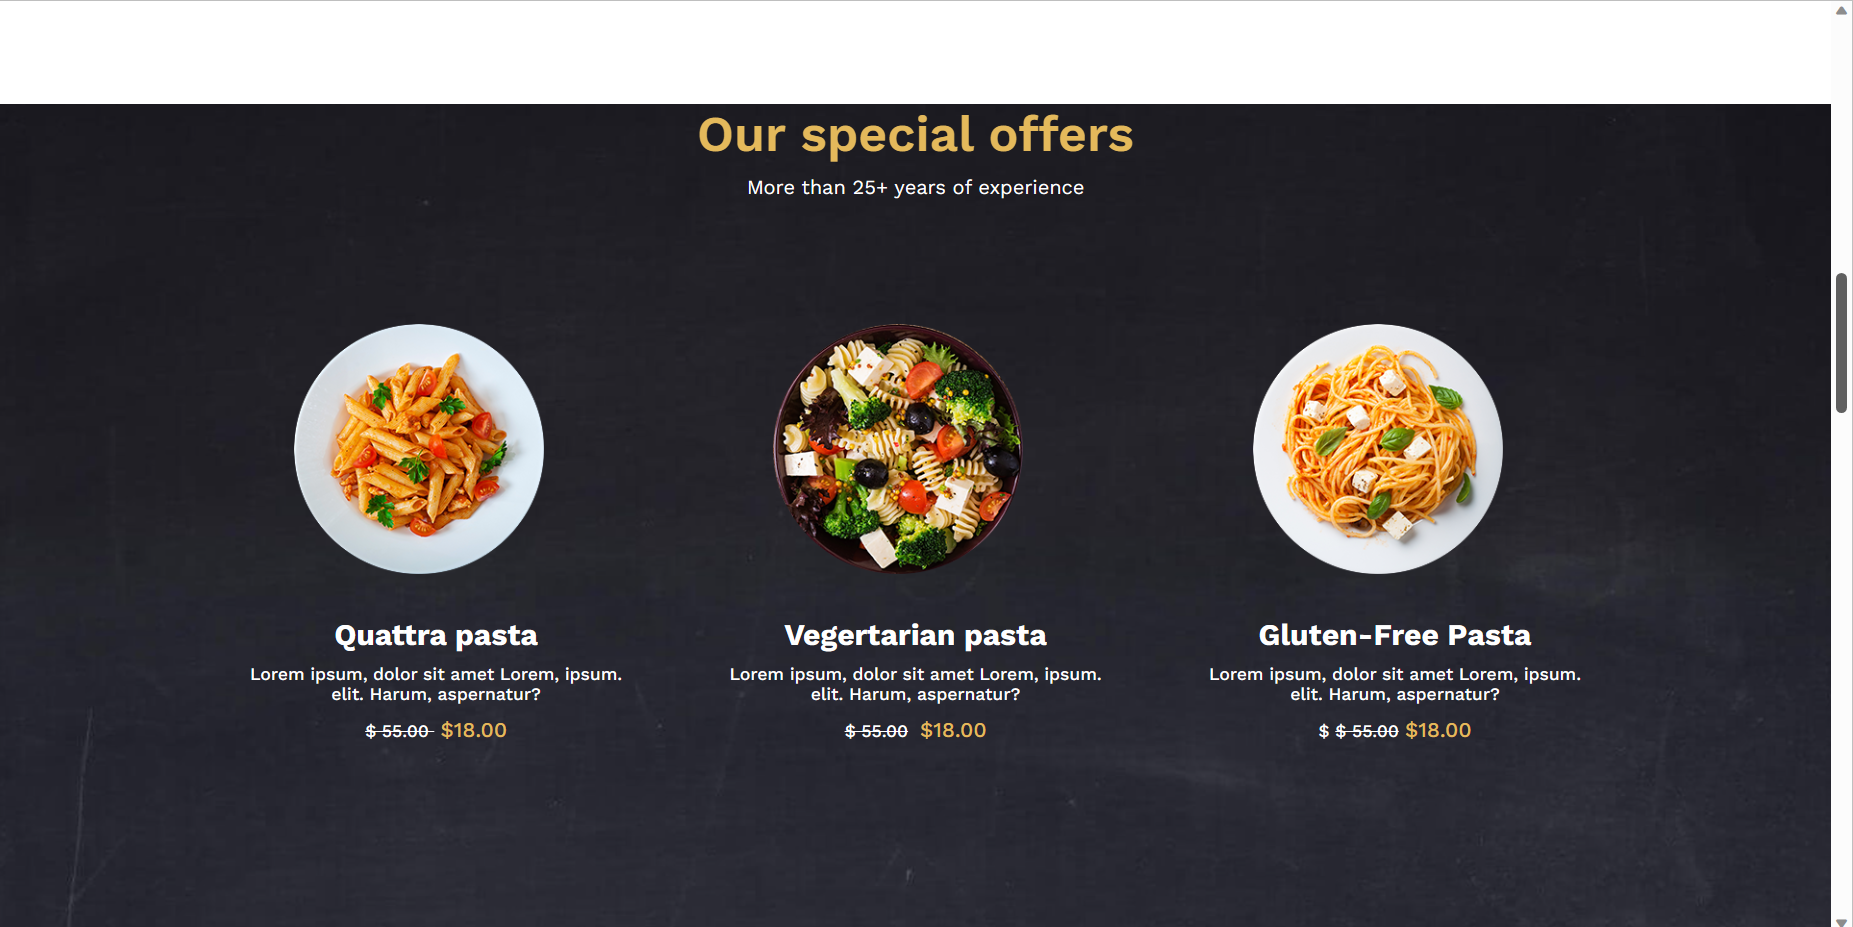 Our special offers
More than 25+ years of experience
Quattra pasta
Lorem ipsum, dolor sit amet Lorem, ipsum.
elit. Harum, aspernatur?
$ 55.00 $18.00
Vegertarian pasta
Lorem ipsum, dolor sit amet Lorem, ipsum.
elit. Harum, aspernatur?
$ 55.00 $18.00
Gluten-Free Pasta
Lorem ipsum, dolor sit amet Lorem, ipsum.
elit. Harum, aspernatur?
$ $ 55.00 $18.00